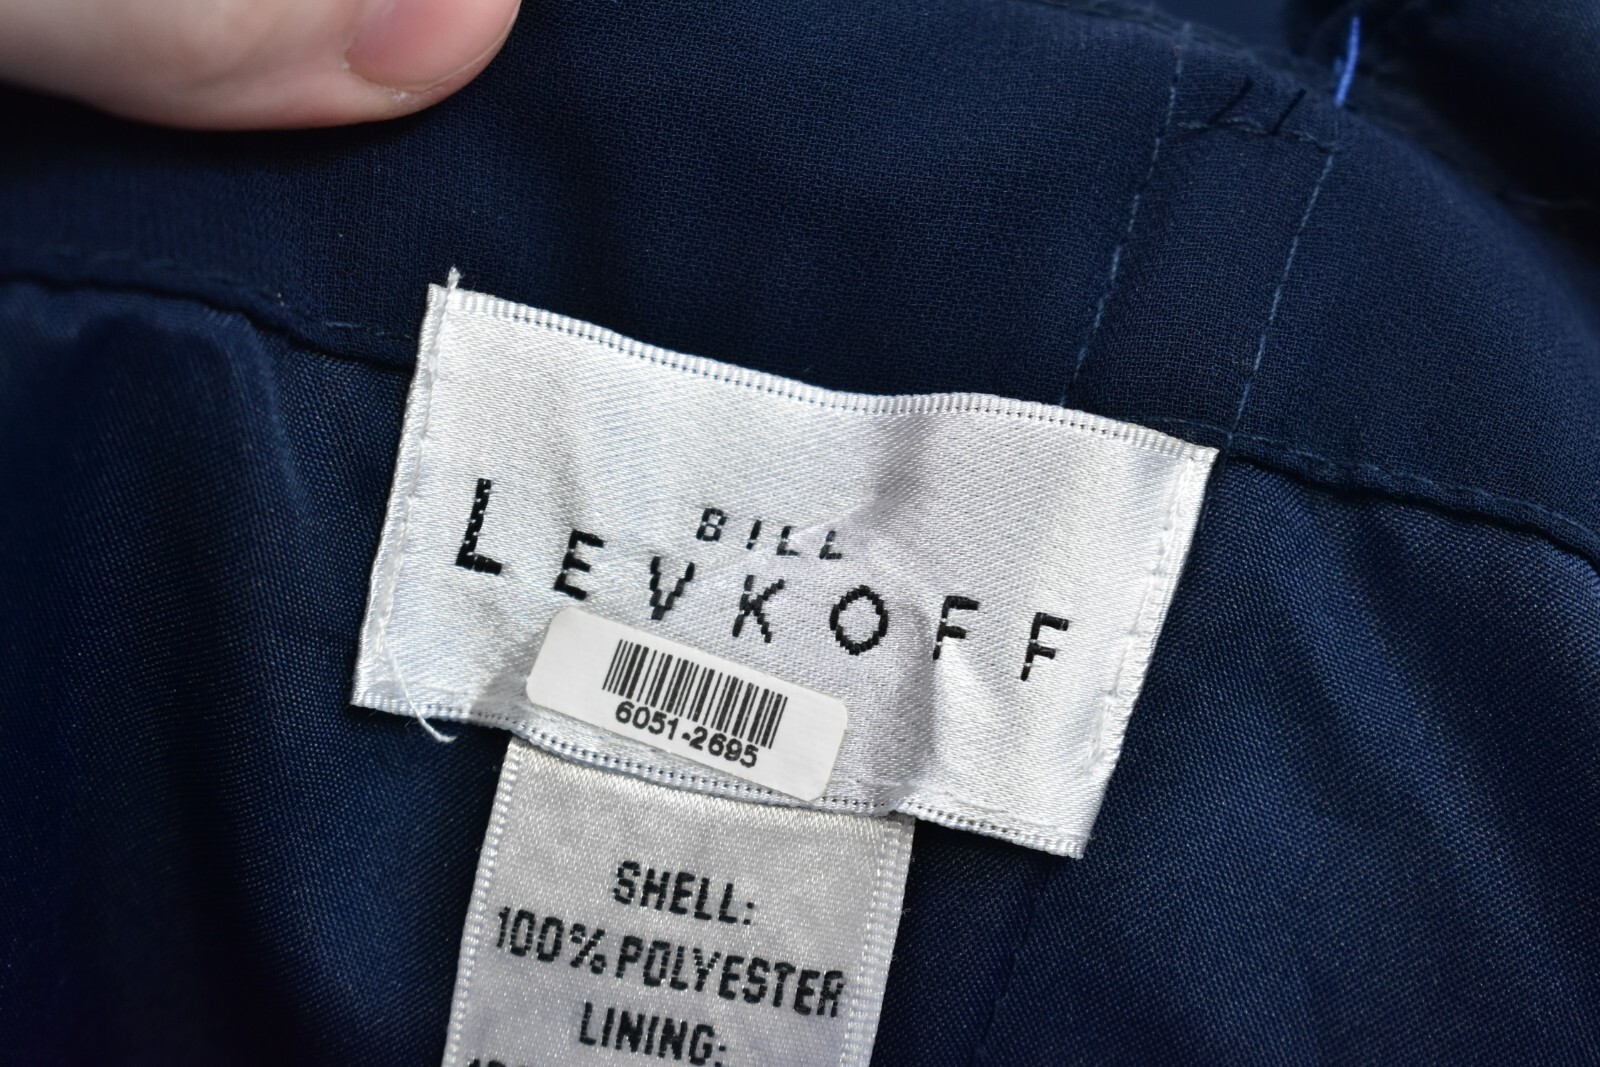 BILL
LEVKOFF
6051-2695
SHELL:
100% POLYESTER
LINING: